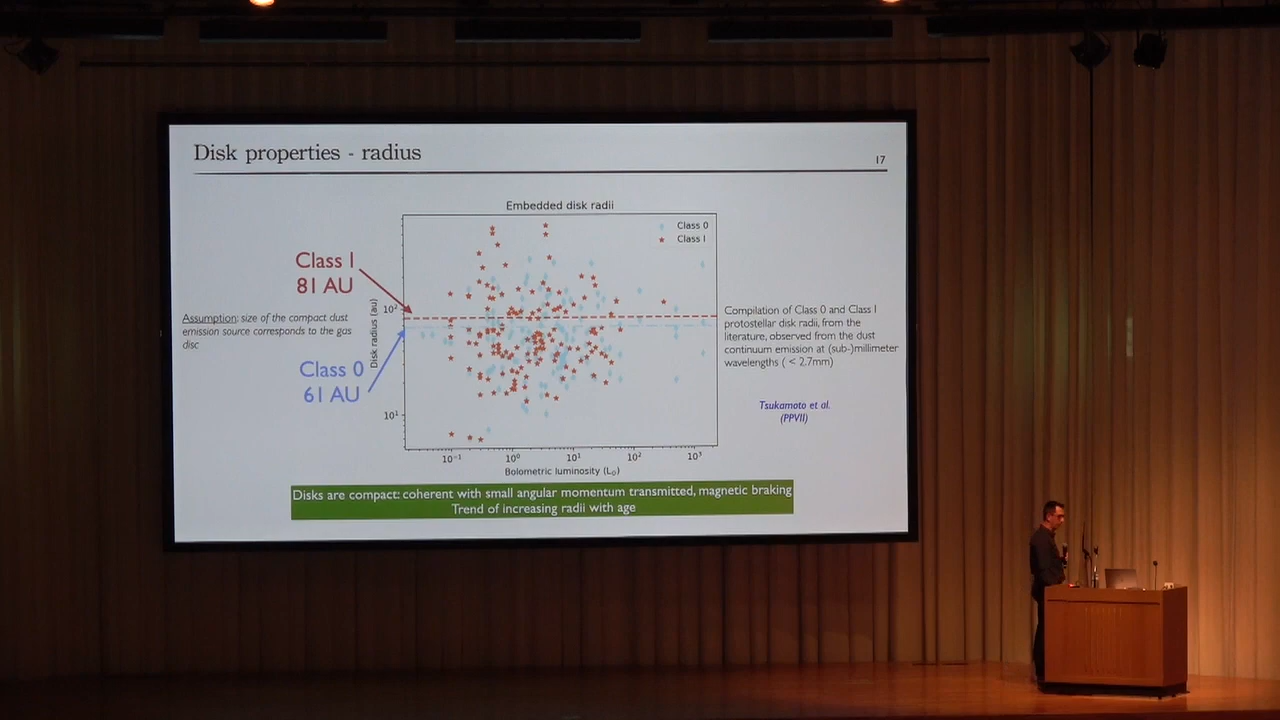 Disk properties - radius
17
Embedded disk radii
Class 0
Class I
Class I
81 AU
Assumption: size of the compact dust
emission source corresponds to the gas
disc
Class 0
61 AU
Disk radius (au)
10²
10¹
10⁻¹
10⁰
10¹
10²
10³
Bolometric luminosity (L⊙)
Compilation of Class 0 and Class I
protostellar disk radii, from the
literature, observed from the dust
continuum emission at (sub-)millimeter
wavelengths ( < 2.7mm)
Tsukamoto et al.
(PPVII)
Disks are compact: coherent with small angular momentum transmitted, magnetic braking
Trend of increasing radii with age